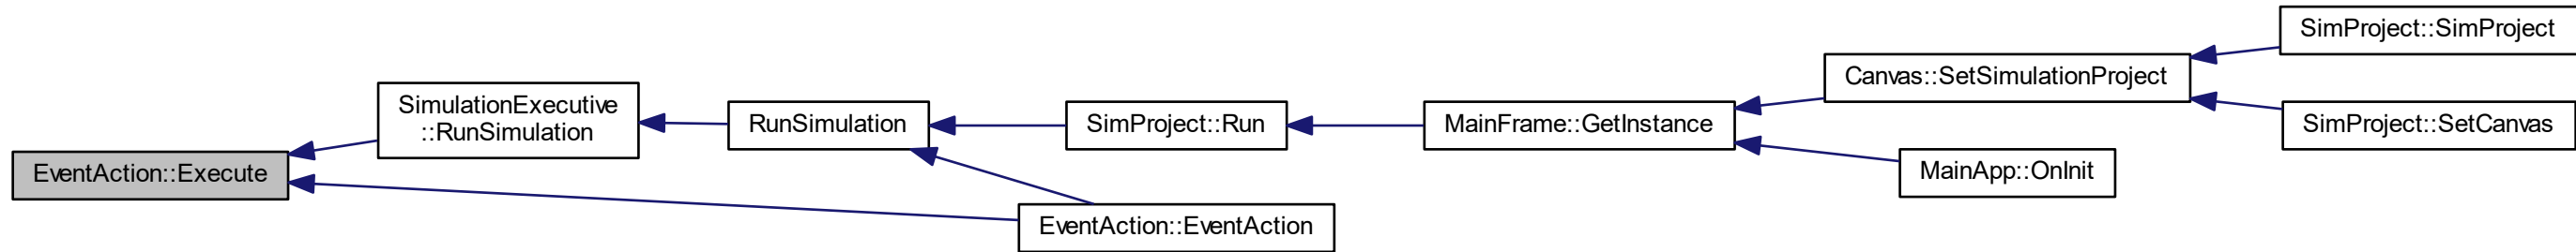 EventAction::Execute
SimulationExecutive
::RunSimulation
RunSimulation
SimProject::Run
EventAction::EventAction
MainFrame::GetInstance
Canvas::SetSimulationProject
MainApp::OnInit
SimProject::SimProject
SimProject::SetCanvas